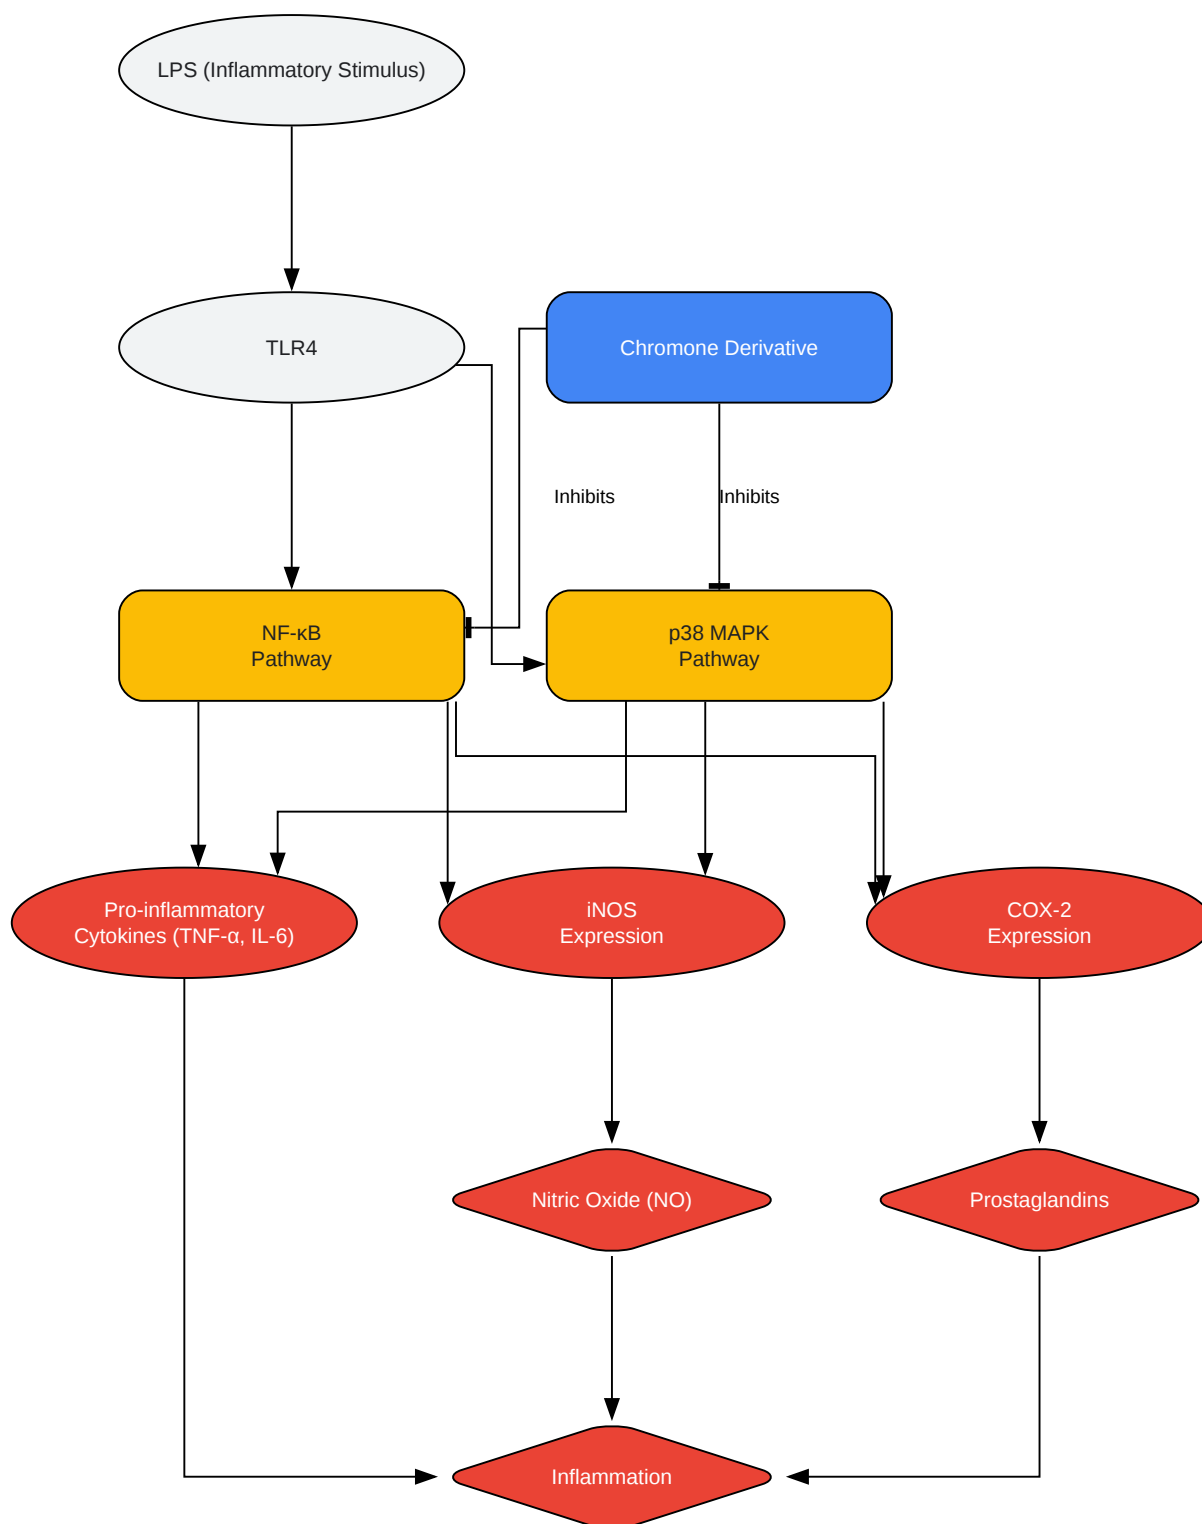 LPS (Inflammatory Stimulus)
TLR4
Chromone Derivative
Inhibits
Inhibits
NF-κB
Pathway
p38 MAPK
Pathway
Pro-inflammatory
Cytokines (TNF-α, IL-6)
iNOS
Expression
COX-2
Expression
Nitric Oxide (NO)
Prostaglandins
Inflammation